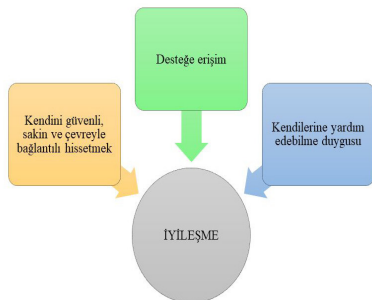 Desteğe erişim
Kendini güvenli,
sakin ve çevreyle
bağlantılı hissetmek
Kendilerine yardım
edebilme duygusu
İYİLEŞME